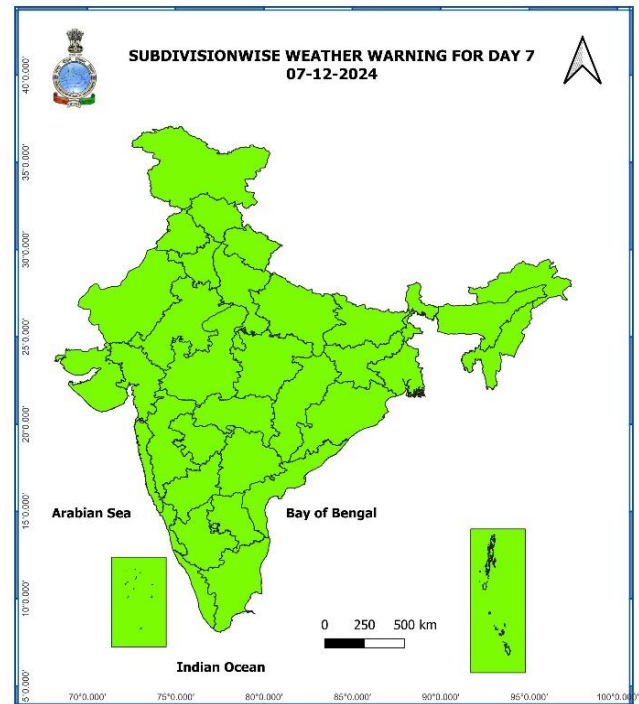 SUBDIVISIONWISE WEATHER WARNING FOR DAY 7
07-12-2024
40°0.000'
35°0.000'
30°0.000'
25°0.000'
20°0.000'
15°0.000'
10°0.000'
5°0.000'
Arabian Sea
Bay of Bengal
0 250 500 km
Indian Ocean
70°0.000' 75°0.000' 80°0.000' 85°0.000' 90°0.000' 95°0.000' 100°0.000'